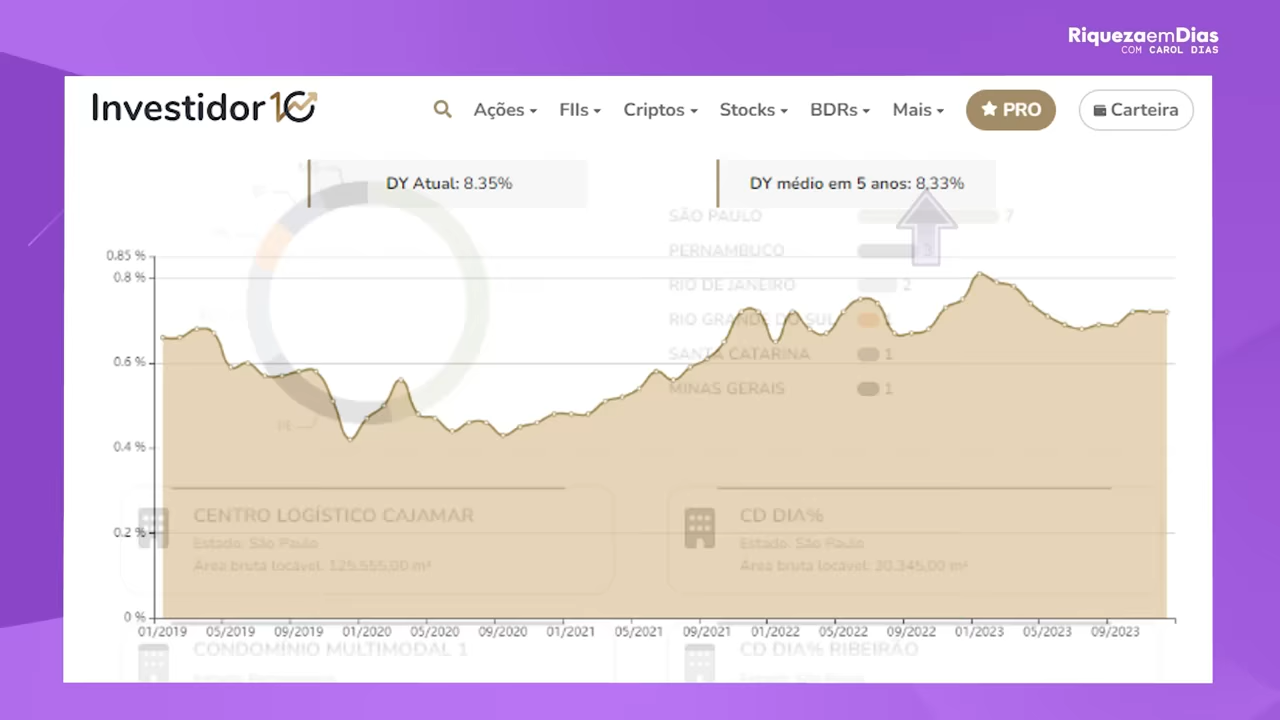 RiquezaemDias
COM CAROL DIAS
Investidor 10
Ações
FIIs
Criptos
Stocks
BDRs
Mais
PRO
Carteira
DY Atual: 8.35%
DY médio em 5 anos: 8,33%
SÃO PAULO 7
PERNAMBUCO 3
RIO DE JANEIRO 2
RIO GRANDE DO SUL
SANTA CATARINA 1
MINAS GERAIS 1
0.85 %
0.8 %
0.6 %
0.4 %
0.2 %
0 %
CENTRO LOGÍSTICO CAJAMAR
Estado: São Paulo
Área bruta locável: 125.555,00 m²
CD DIA%
Estado: São Paulo
Área bruta locável: 20.345,00 m²
01/2019 05/2019 09/2019 01/2020 05/2020 09/2020 01/2021 05/2021 09/2021 01/2022 05/2022 09/2022 01/2023 05/2023 09/2023
CONDOMÍNIO MULTIMODAL 1
CD DIA% RIBEIRÃO